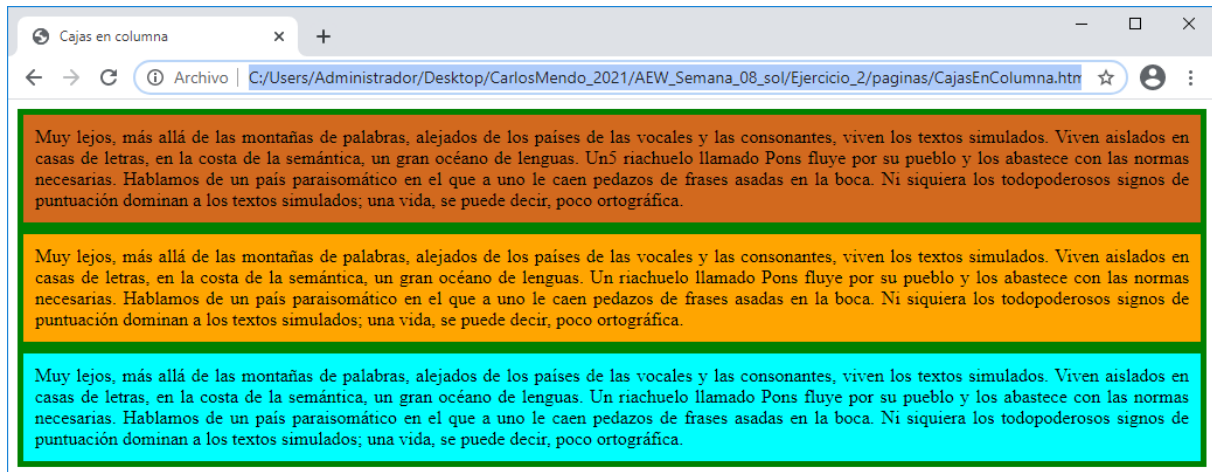 Cajas en columna
Archivo
C:/Users/Administrador/Desktop/CarlosMendo_2021/AEW_Semana_08_sol/Ejercicio_2/paginas/CajasEnColumna.htm
Muy lejos, más allá de las montañas de palabras, alejados de los países de las vocales y las consonantes, viven los textos simulados. Viven aislados en
casas de letras, en la costa de la semántica, un gran océano de lenguas. Un5 riachuelo llamado Pons fluye por su pueblo y los abastece con las normas
necesarias. Hablamos de un país paraisomático en el que a uno le caen pedazos de frases asadas en la boca. Ni siquiera los todopoderosos signos de
puntuación dominan a los textos simulados; una vida, se puede decir, poco ortográfica.
Muy lejos, más allá de las montañas de palabras, alejados de los países de las vocales y las consonantes, viven los textos simulados. Viven aislados en
casas de letras, en la costa de la semántica, un gran océano de lenguas. Un riachuelo llamado Pons fluye por su pueblo y los abastece con las normas
necesarias. Hablamos de un país paraisomático en el que a uno le caen pedazos de frases asadas en la boca. Ni siquiera los todopoderosos signos de
puntuación dominan a los textos simulados; una vida, se puede decir, poco ortográfica.
Muy lejos, más allá de las montañas de palabras, alejados de los países de las vocales y las consonantes, viven los textos simulados. Viven aislados en
casas de letras, en la costa de la semántica, un gran océano de lenguas. Un riachuelo llamado Pons fluye por su pueblo y los abastece con las normas
necesarias. Hablamos de un país paraisomático en el que a uno le caen pedazos de frases asadas en la boca. Ni siquiera los todopoderosos signos de
puntuación dominan a los textos simulados; una vida, se puede decir, poco ortográfica.